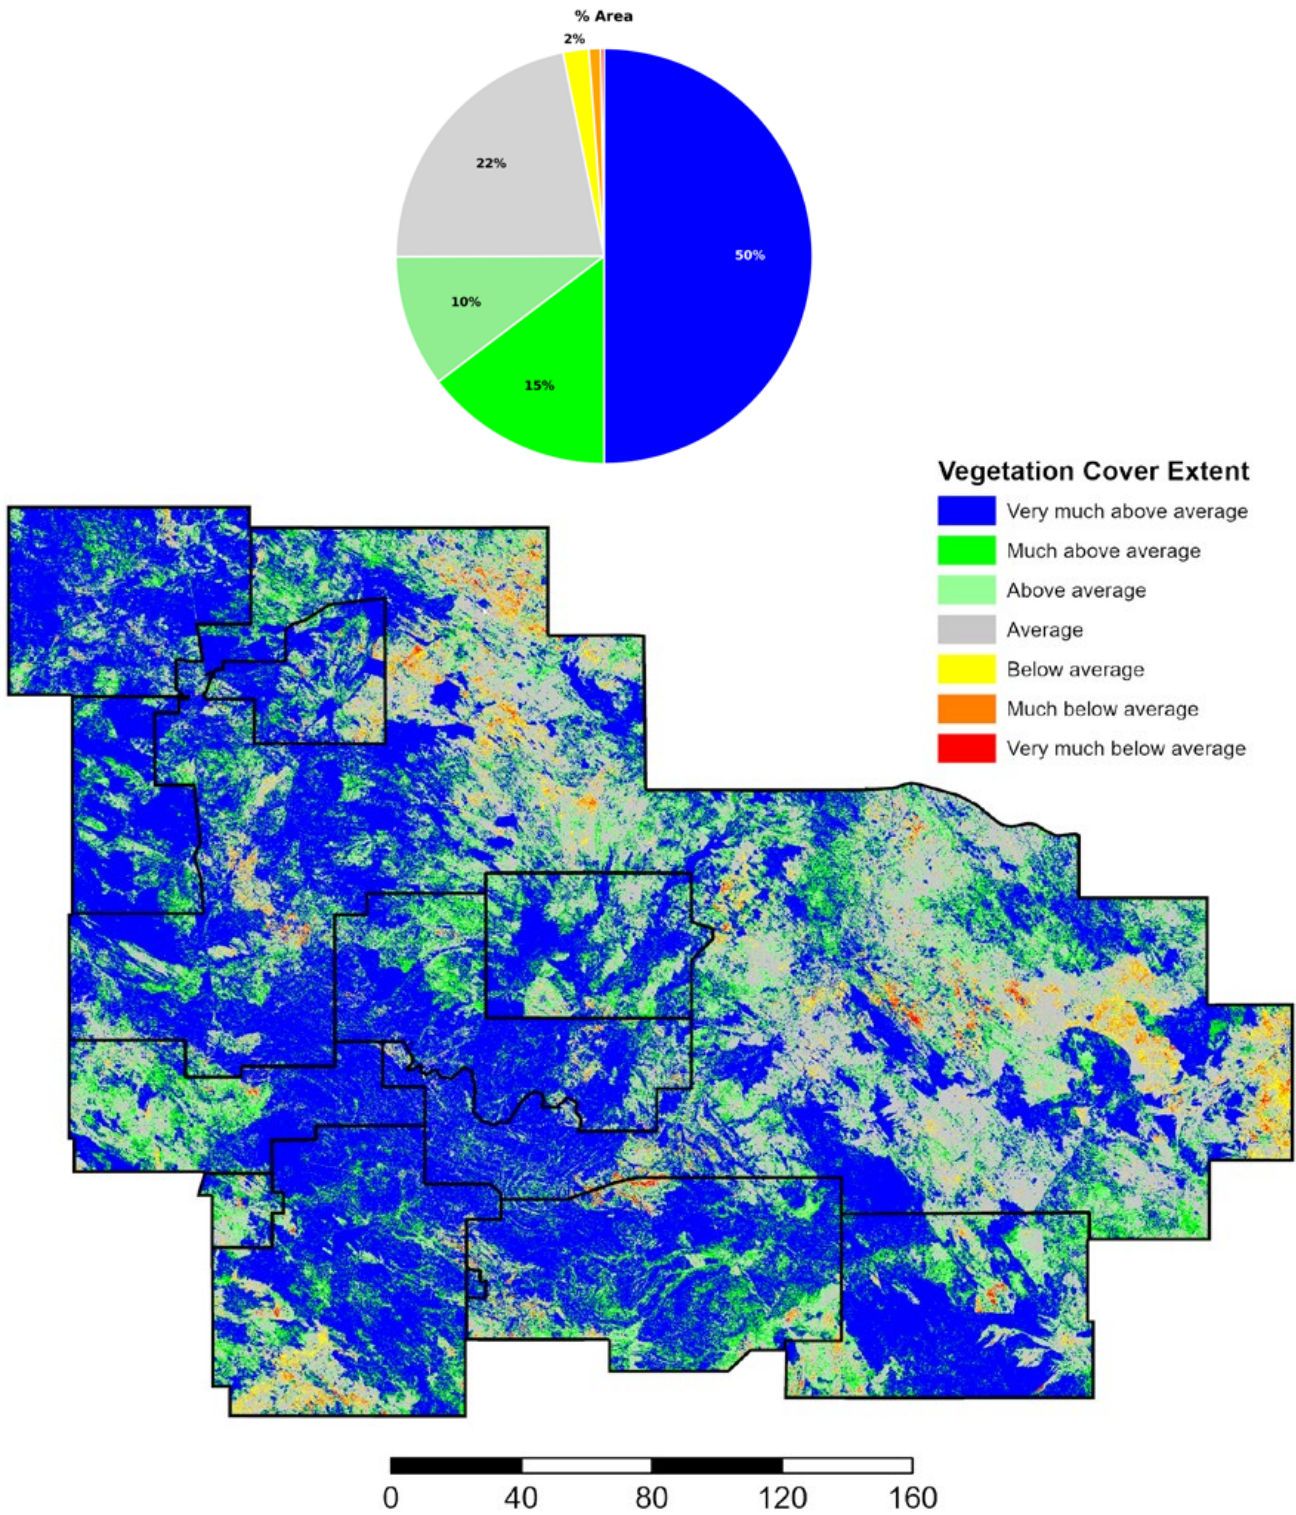 % Area
2%
22%
50%
10%
15%
Vegetation Cover Extent
Very much above average
Much above average
Above average
Average
Below average
Much below average
Very much below average
0 40 80 120 160